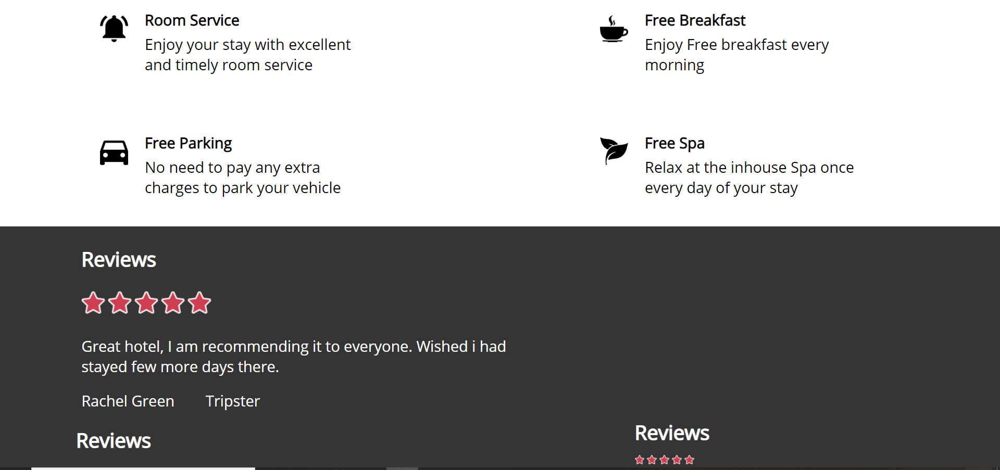 Room Service
Enjoy your stay with excellent
and timely room service
Free Breakfast
Enjoy Free breakfast every
morning
Free Parking
No need to pay any extra
charges to park your vehicle
Free Spa
Relax at the inhouse Spa once
every day of your stay
Reviews
Great hotel, I am recommending it to everyone. Wished i had
stayed few more days there.
Rachel Green Tripster
Reviews
Reviews